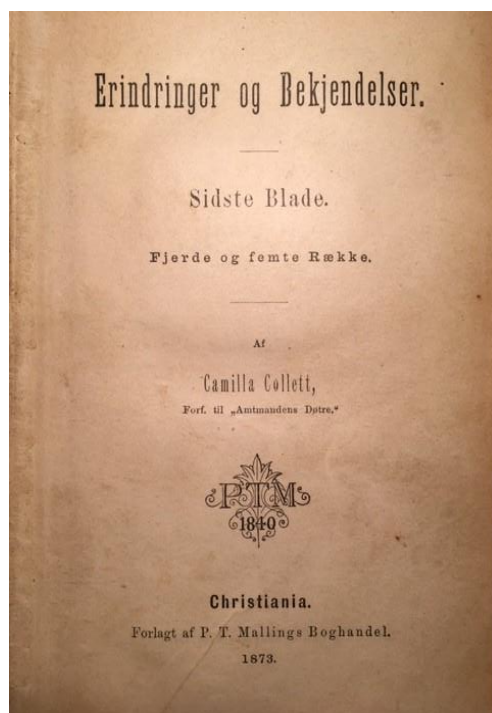 Erindringer og Bekjendelser.
Sidste Blade.
Fjerde og femte Række.
Af
Camilla Collett,
Forf. til „Amtmandens Døtre.“
PTM
1840
Christiania.
Forlagt af P. T. Mallings Boghandel.
1873.